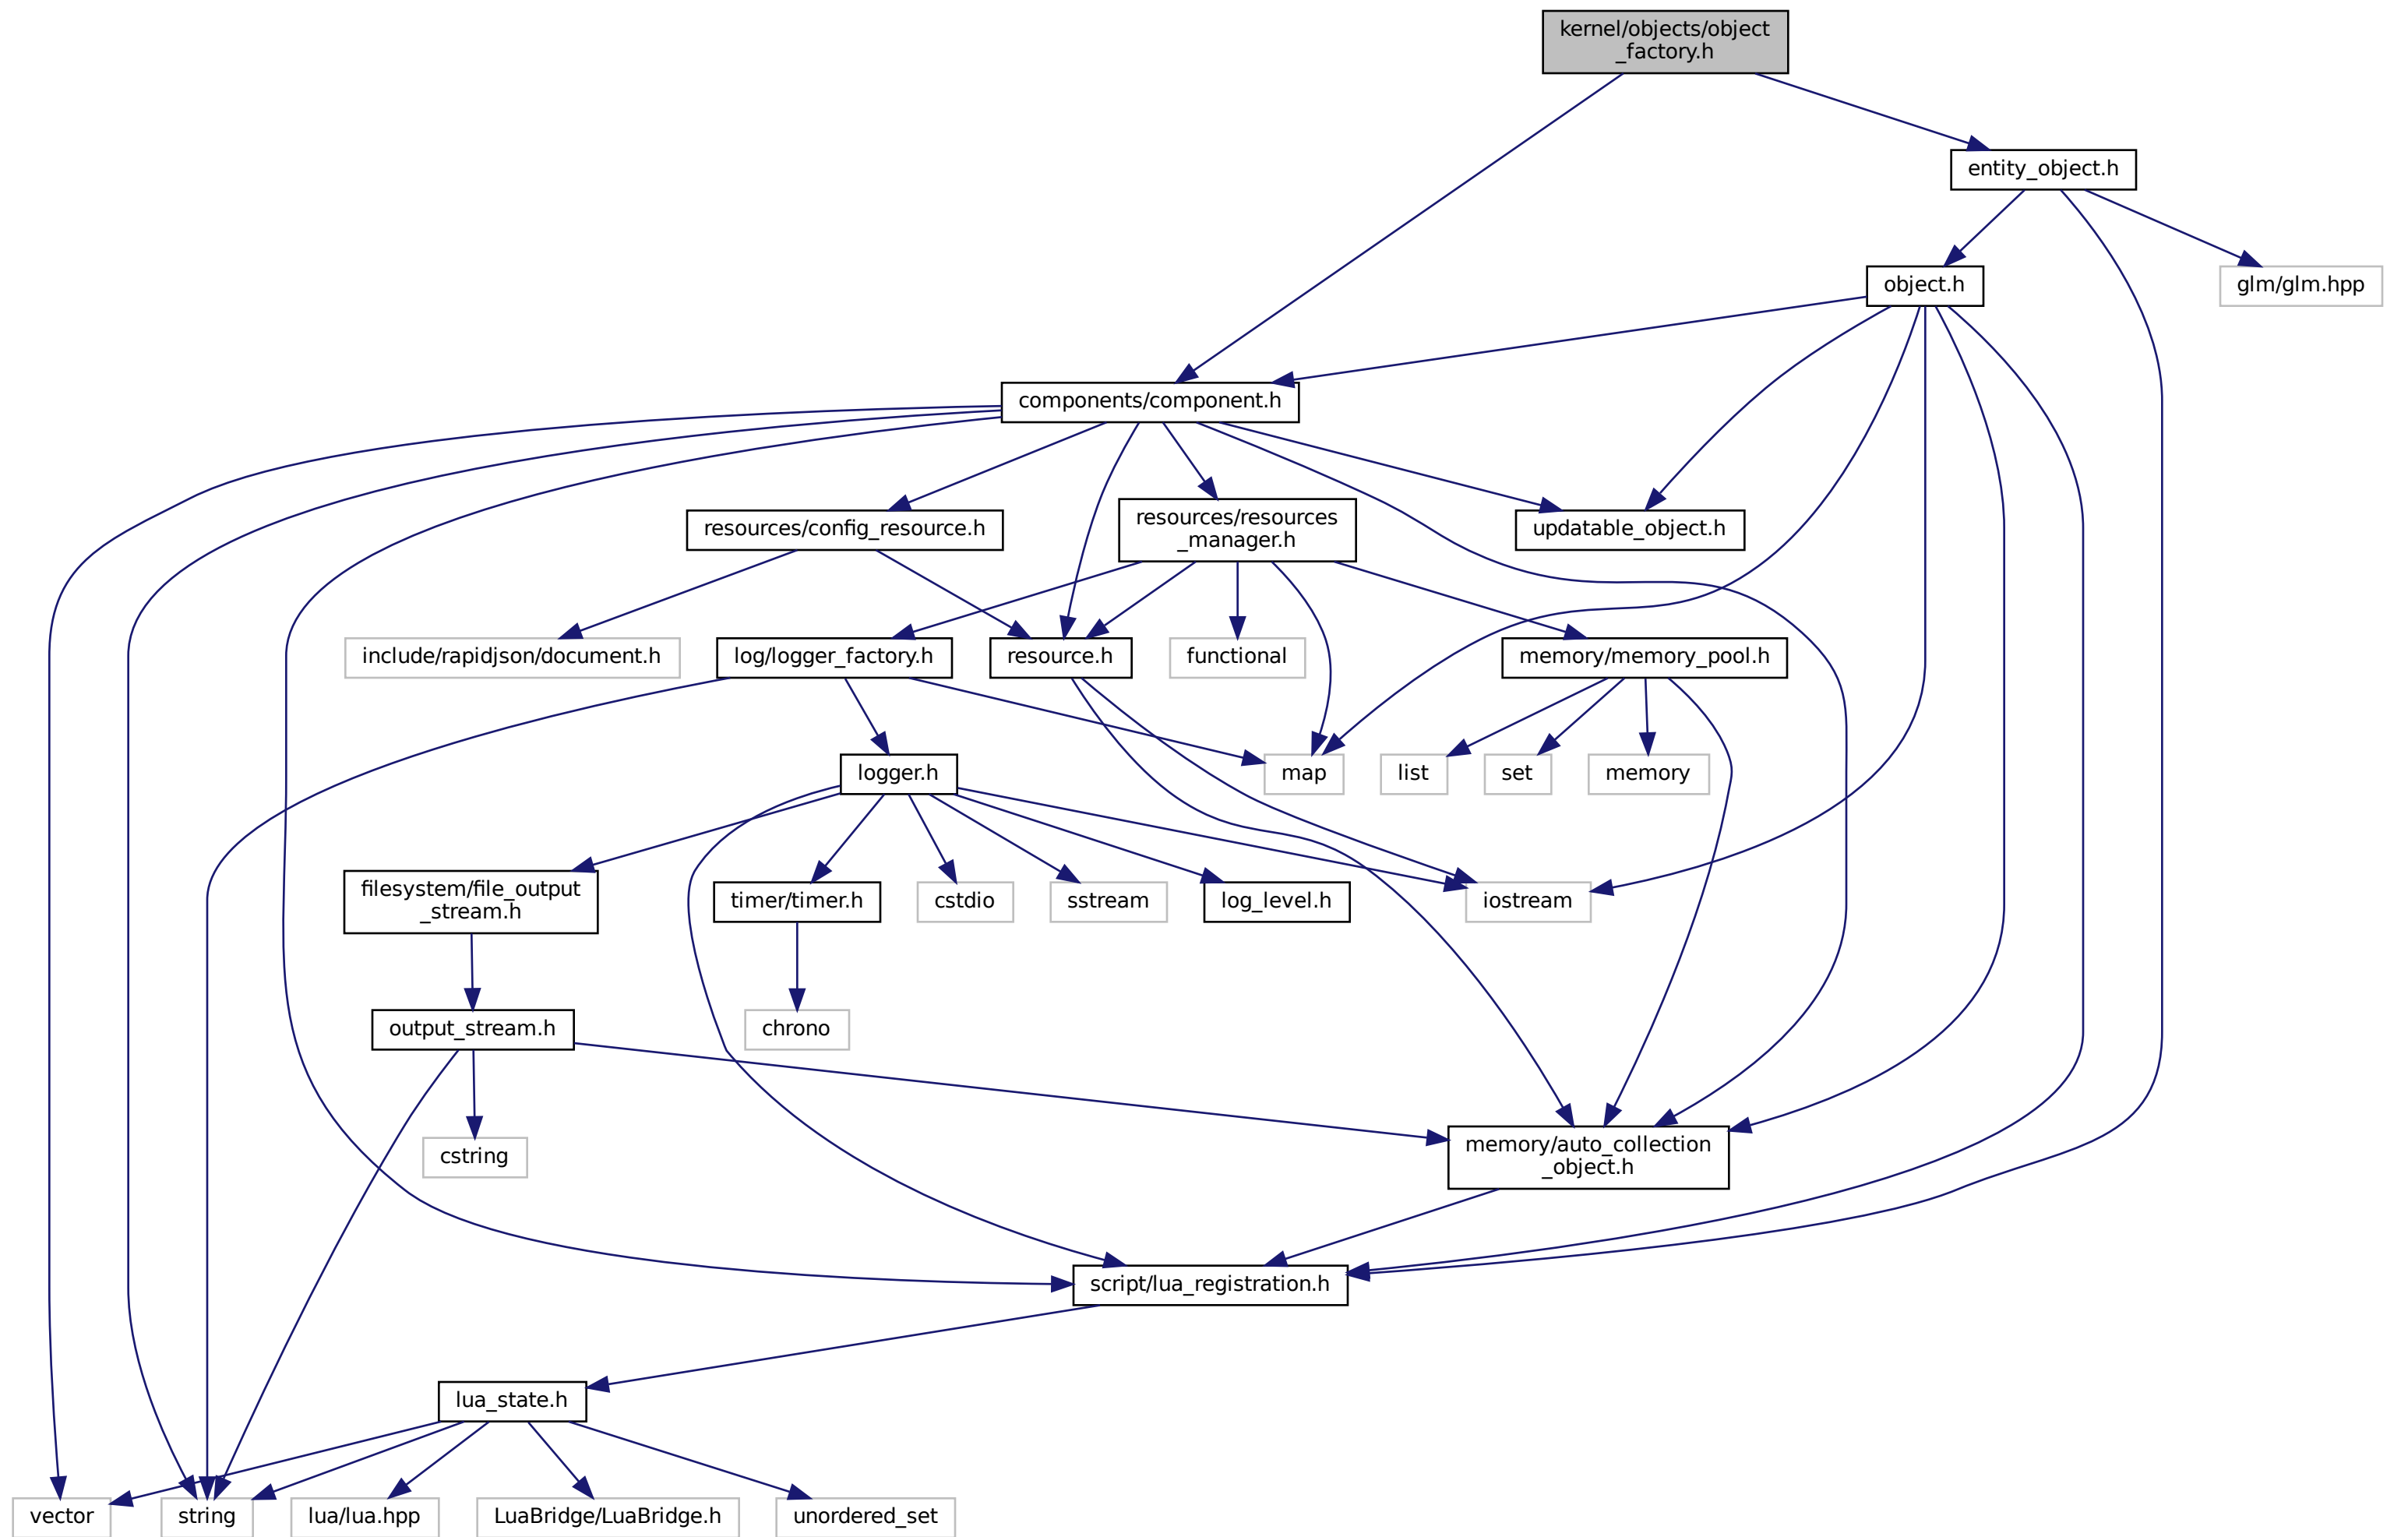 kernel/objects/object
_factory.h
entity_object.h
object.h
glm/glm.hpp
components/component.h
resources/config_resource.h
resources/resources
_manager.h
updatable_object.h
include/rapidjson/document.h
log/logger_factory.h
resource.h
functional
memory/memory_pool.h
logger.h
map
list
set
memory
filesystem/file_output
_stream.h
timer/timer.h
cstdio
sstream
log_level.h
iostream
output_stream.h
chrono
cstring
memory/auto_collection
_object.h
script/lua_registration.h
lua_state.h
vector
string
lua/lua.hpp
LuaBridge/LuaBridge.h
unordered_set